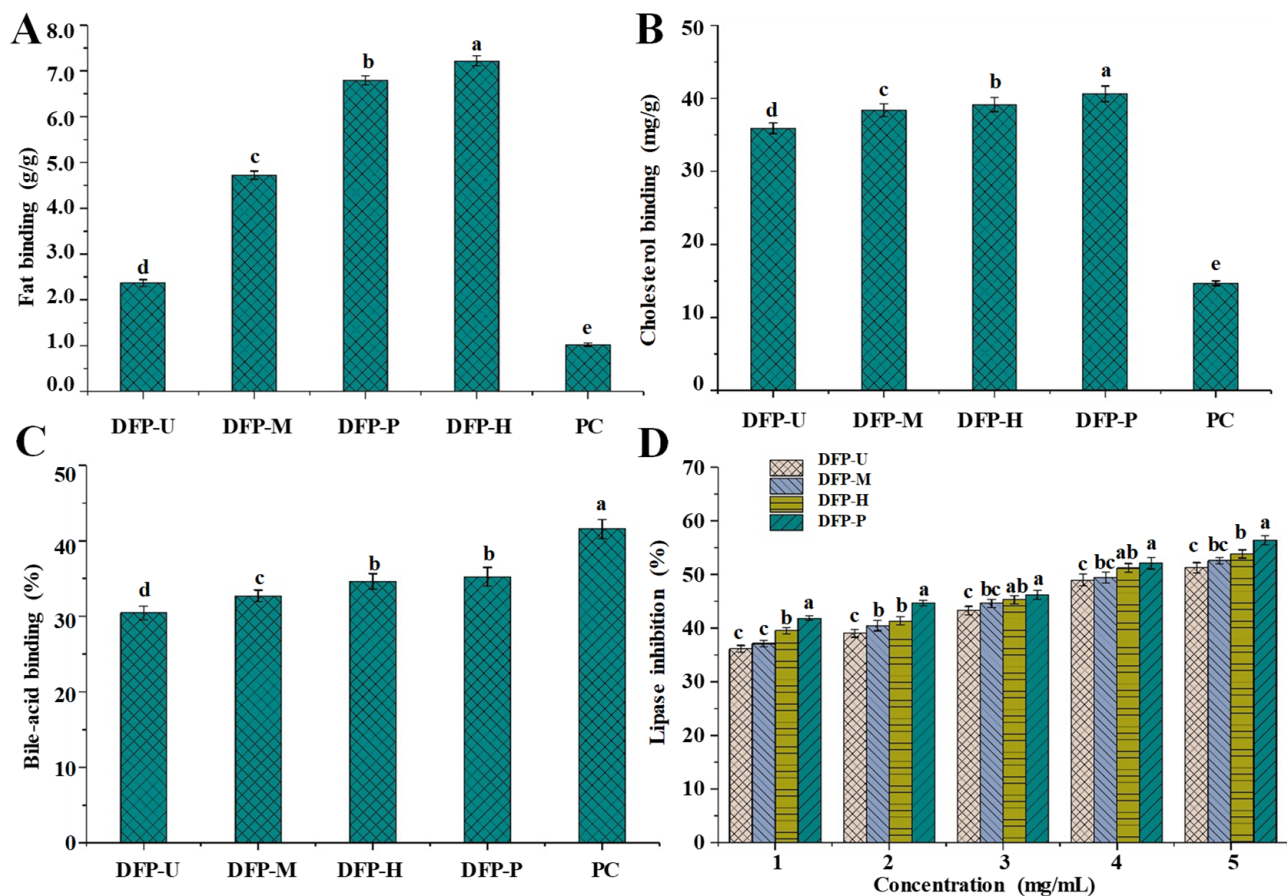 A
Fat binding (g/g)
8.0
7.0
6.0
5.0
4.0
3.0
2.0
1.0
0.0
d
c
b
a
e
DFP-U DFP-M DFP-P DFP-H PC
B
Cholesterol binding (mg/g)
50
40
30
20
10
0
d
c
b
a
e
DFP-U DFP-M DFP-H DFP-P PC
C
Bile-acid binding (%)
50
40
30
20
10
0
d
c
b
b
a
DFP-U DFP-M DFP-H DFP-P PC
D
Lipase inhibition (%)
70
60
50
40
30
20
10
0
DFP-U
DFP-M
DFP-H
DFP-P
c c b a
c b b a
c bc ab a
c bc ab a
c bc b a
1 2 3 4 5
Concentration (mg/mL)